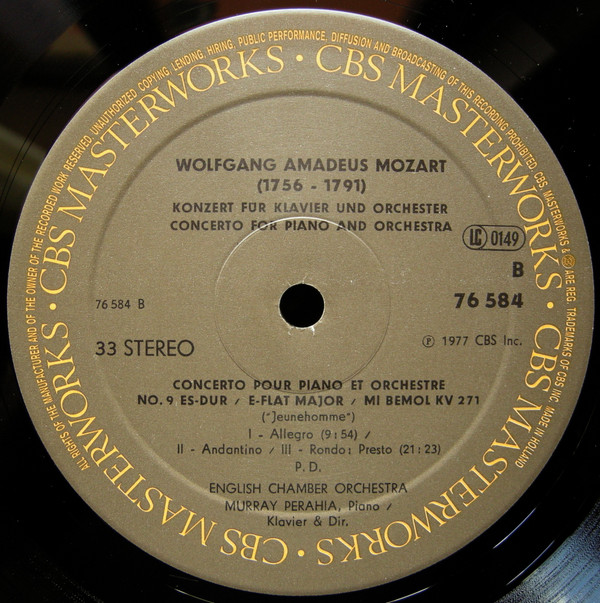 ALL RIGHTS OF THE MANUFACTURER AND OF THE OWNER OF THE RECORDED WORK RESERVED. UNAUTHORIZED COPYING, LENDING, HIRING, PUBLIC PERFORMANCE, DIFFUSION AND BROADCASTING OF THIS RECORDING PROHIBITED. CBS, MASTERWORKS & ARE REG. TRADEMARKS OF CBS INC. MADE IN HOLLAND
CBS MASTERWORKS · CBS MASTERWORKS · CBS MASTERWORKS · CBS MASTERWORKS · CBS MASTERWORKS · CBS MASTERWORKS ·
WOLFGANG AMADEUS MOZART
(1756 - 1791)
KONZERT FÜR KLAVIER UND ORCHESTER
CONCERTO FOR PIANO AND ORCHESTRA
LC 0149
B
76 584 B
76 584
33 STEREO
℗ 1977 CBS Inc.
CONCERTO POUR PIANO ET ORCHESTRE
NO. 9 ES-DUR / E-FLAT MAJOR / MI BEMOL KV 271
("Jeunehomme")
I - Allegro (9:54) /
II - Andantino / III - Rondo: Presto (21:23)
P.D.
ENGLISH CHAMBER ORCHESTRA
MURRAY PERAHIA, Piano /
Klavier & Dir.